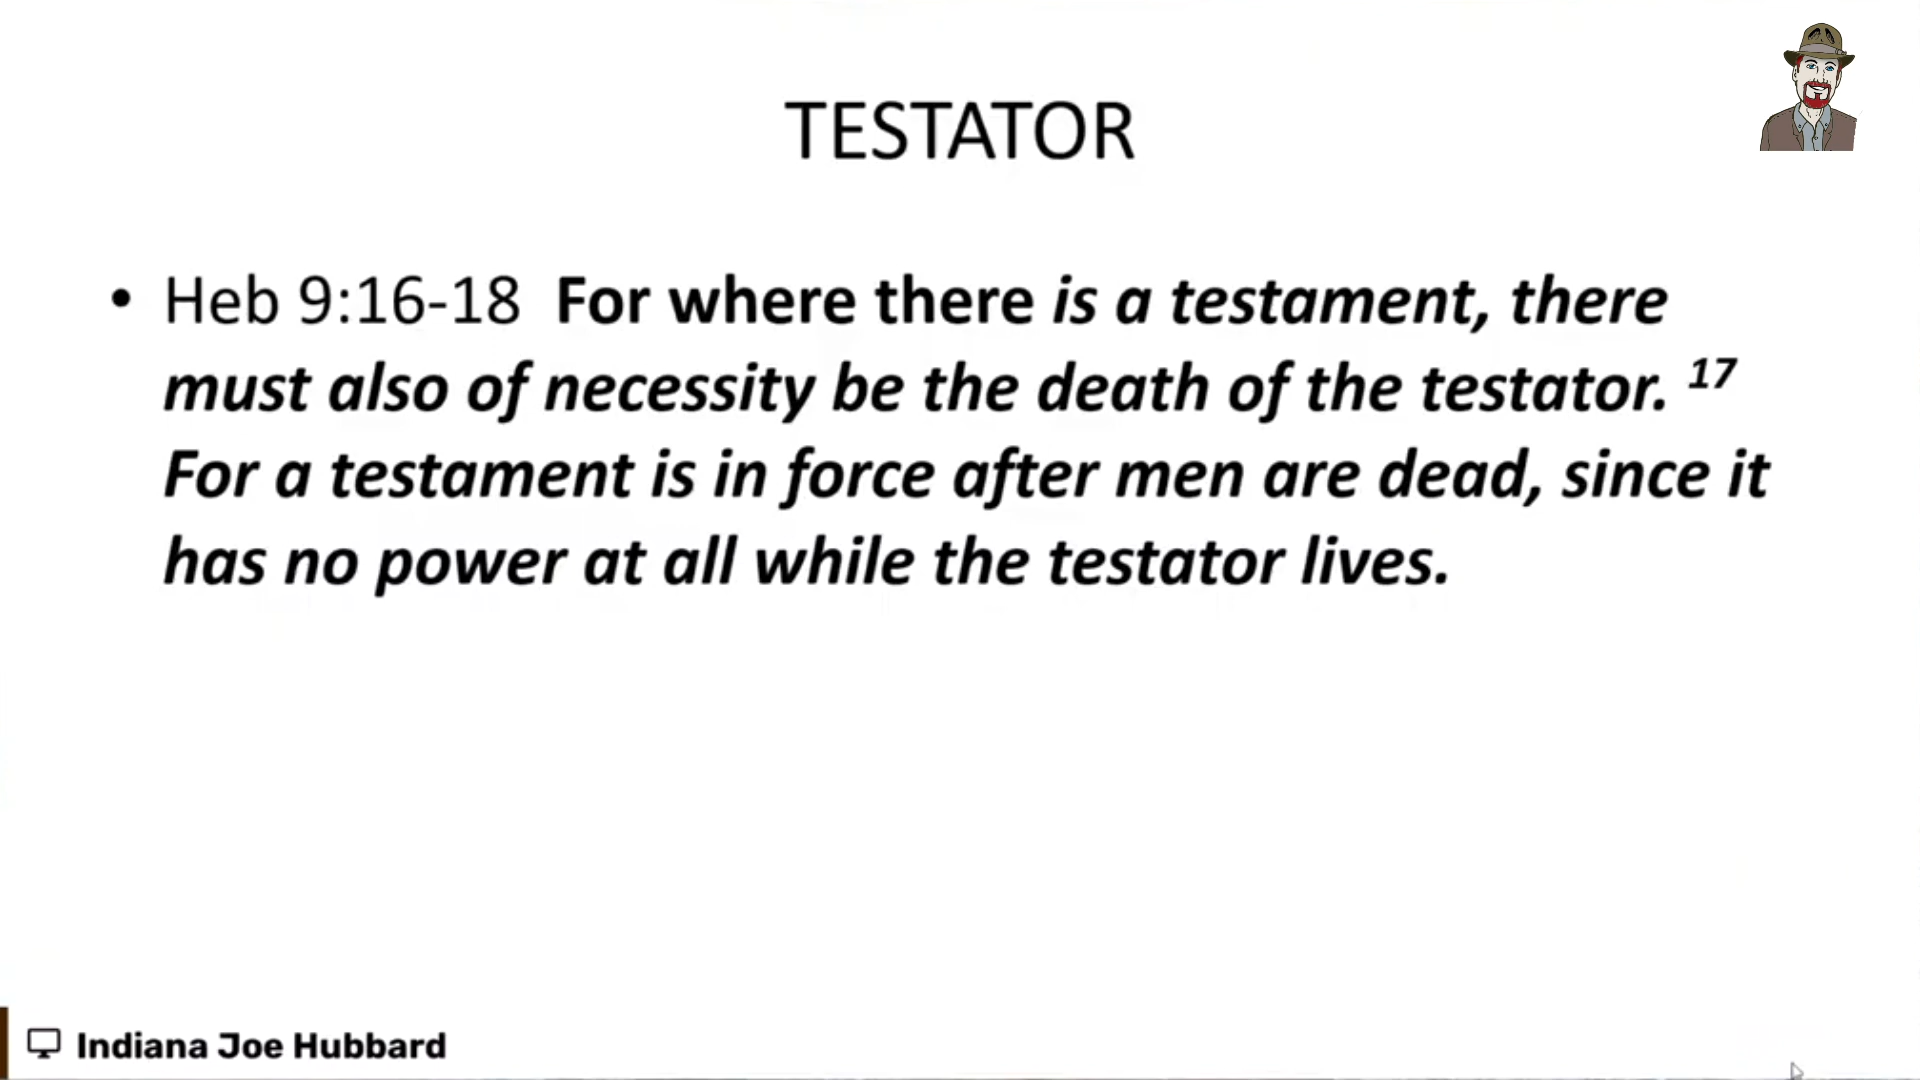 TESTATOR
• Heb 9:16-18 For where there is a testament, there
must also of necessity be the death of the testator. 17
For a testament is in force after men are dead, since it
has no power at all while the testator lives.
Indiana Joe Hubbard